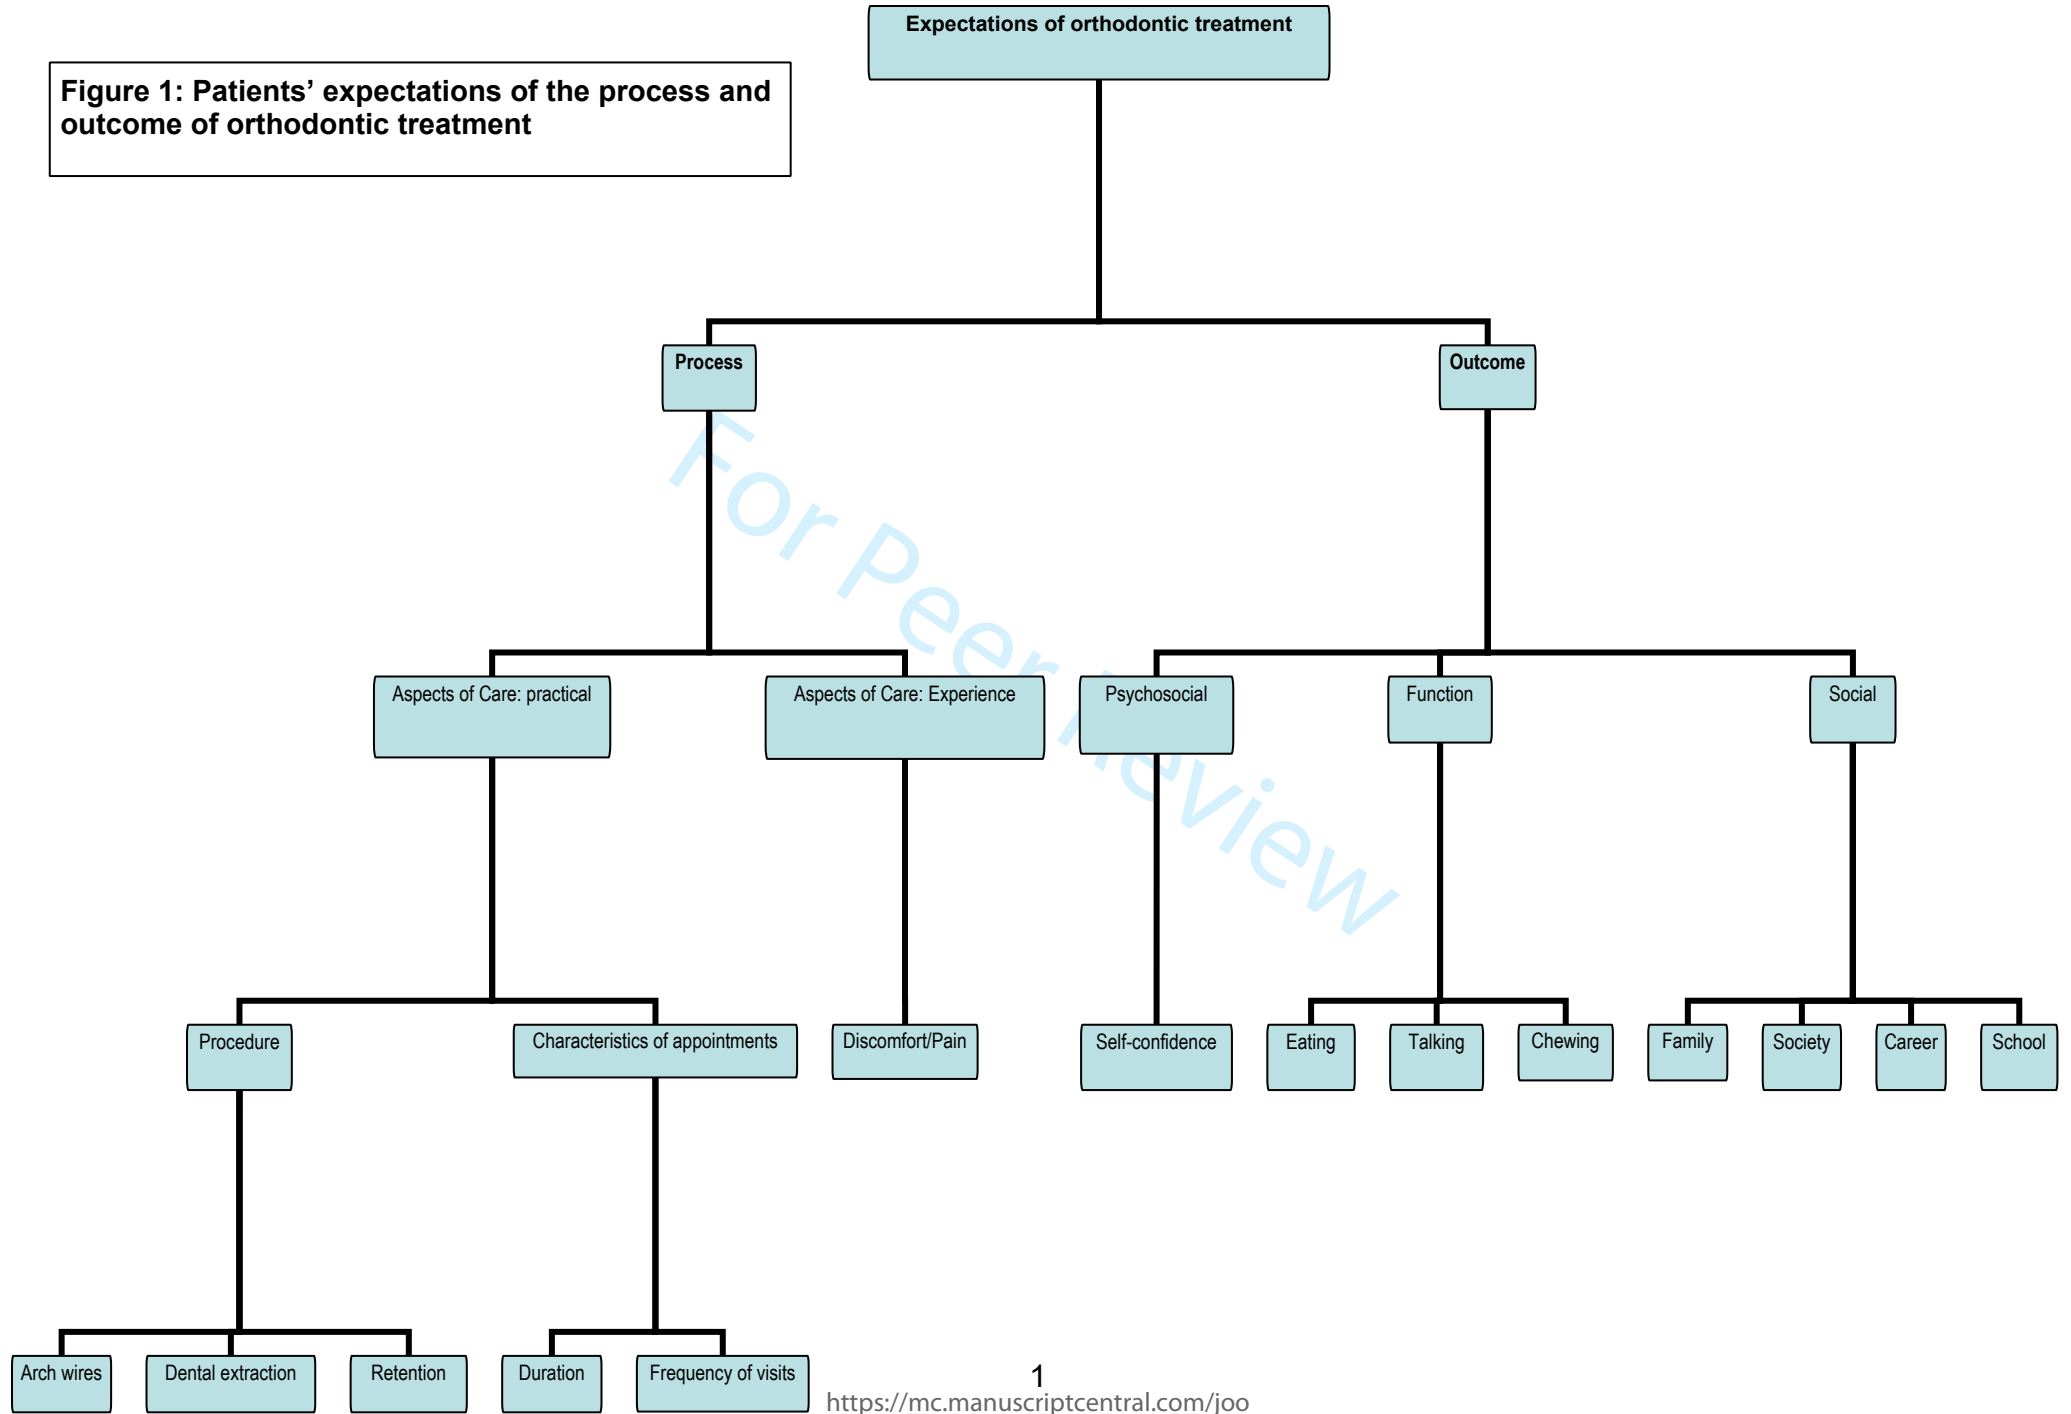 Expectations of orthodontic treatment
Figure 1: Patients’ expectations of the process and
outcome of orthodontic treatment
Process
Outcome
For Peer Review
Aspects of Care: practical
Aspects of Care: Experience
Psychosocial
Function
Social
Procedure
Characteristics of appointments
Discomfort/Pain
Self-confidence
Eating
Talking
Chewing
Family
Society
Career
School
Arch wires
Dental extraction
Retention
Duration
Frequency of visits
1
https://mc.manuscriptcentral.com/joo